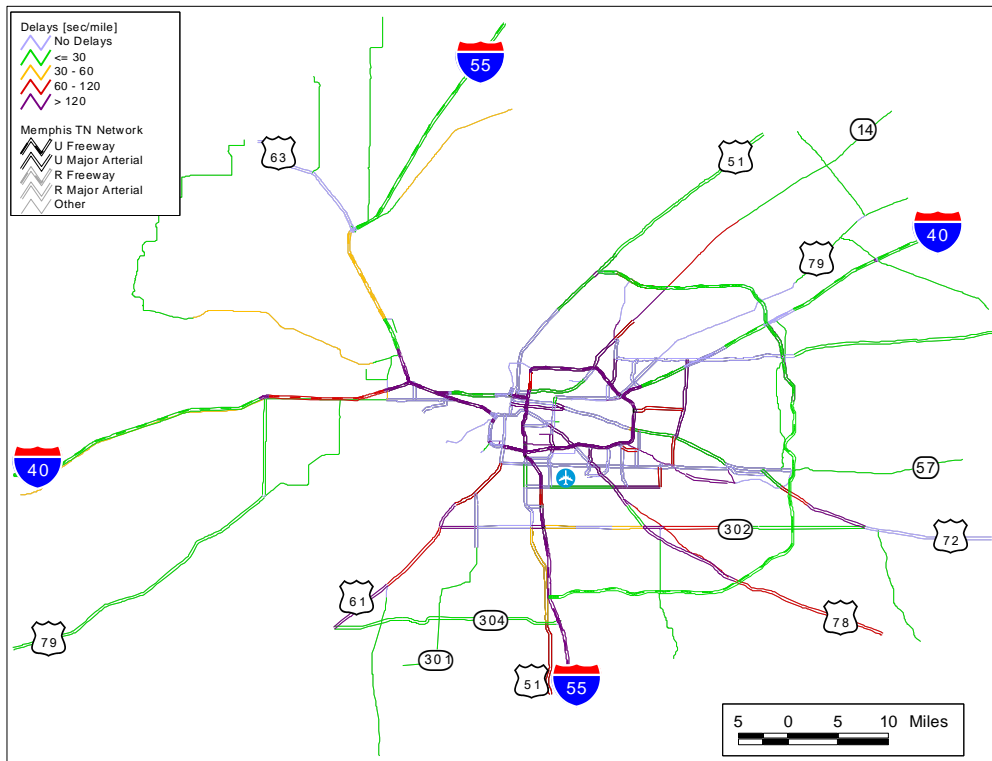 Delays [sec/mile]
No Delays
<= 30
30 - 60
60 - 120
> 120
Memphis TN Network
U Freeway
U Major Arterial
R Freeway
R Major Arterial
Other
55
63
51
14
40
79
40
57
302
72
61
304
79
301
51
55
78
5 0 5 10 Miles